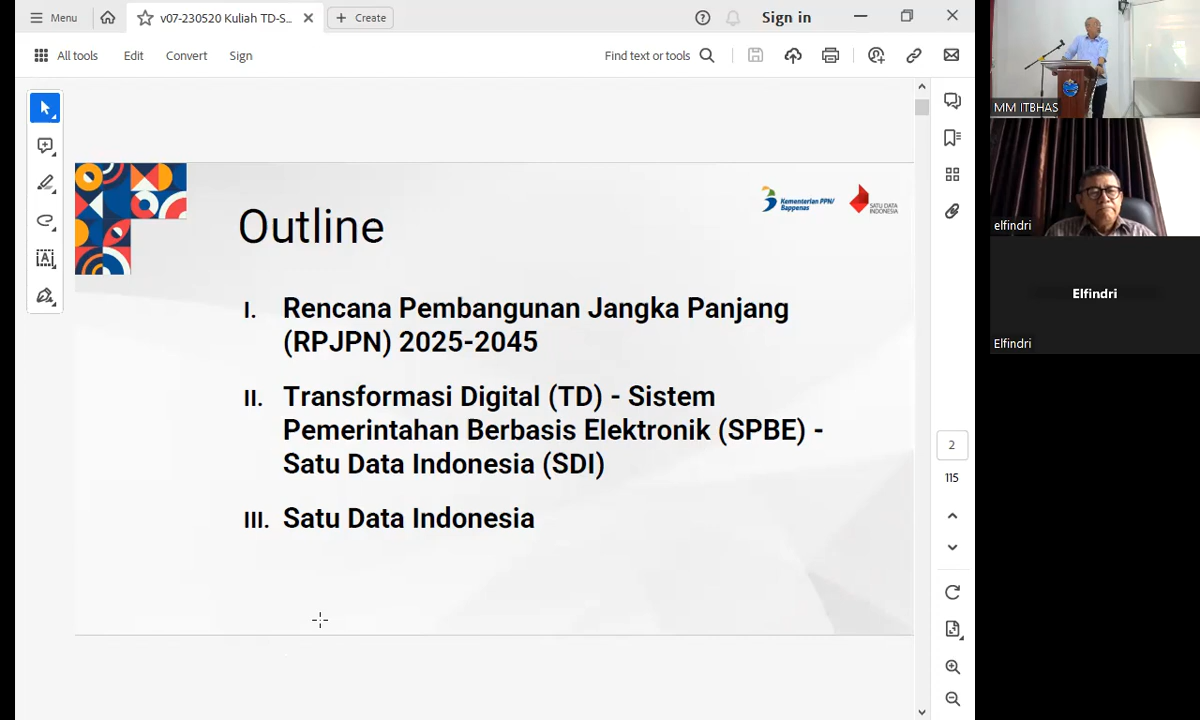 Menu
v07-230520 Kuliah TD-S...
Create
Sign in
All tools
Edit
Convert
Sign
Find text or tools
Outline
Kementerian PPN/
Bappenas
SATU DATA
INDONESIA
I. Rencana Pembangunan Jangka Panjang
(RPJPN) 2025-2045
II. Transformasi Digital (TD) - Sistem
Pemerintahan Berbasis Elektronik (SPBE) -
Satu Data Indonesia (SDI)
III. Satu Data Indonesia
2
115
MM ITBHAS
elfindri
Elfindri
Elfindri